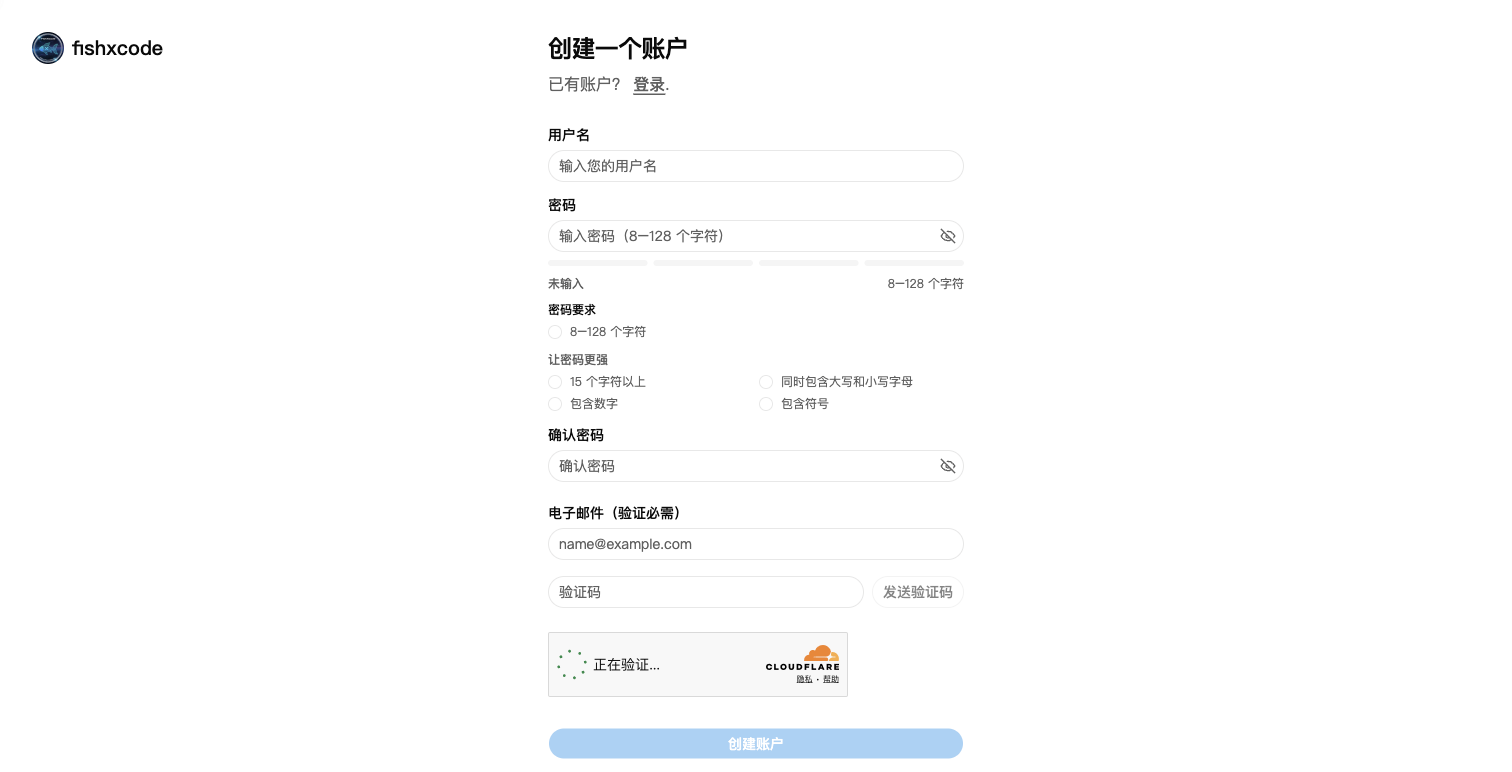 fishxcode
创建一个账户
已有账户? 登录.
用户名
输入您的用户名
密码
输入密码（8–128 个字符）
未输入 8–128 个字符
密码要求
8–128 个字符
让密码更强
15 个字符以上 同时包含大写和小写字母
包含数字 包含符号
确认密码
确认密码
电子邮件（验证必需）
name@example.com
验证码 发送验证码
正在验证...
CLOUDFLARE
隐私 • 帮助
创建账户